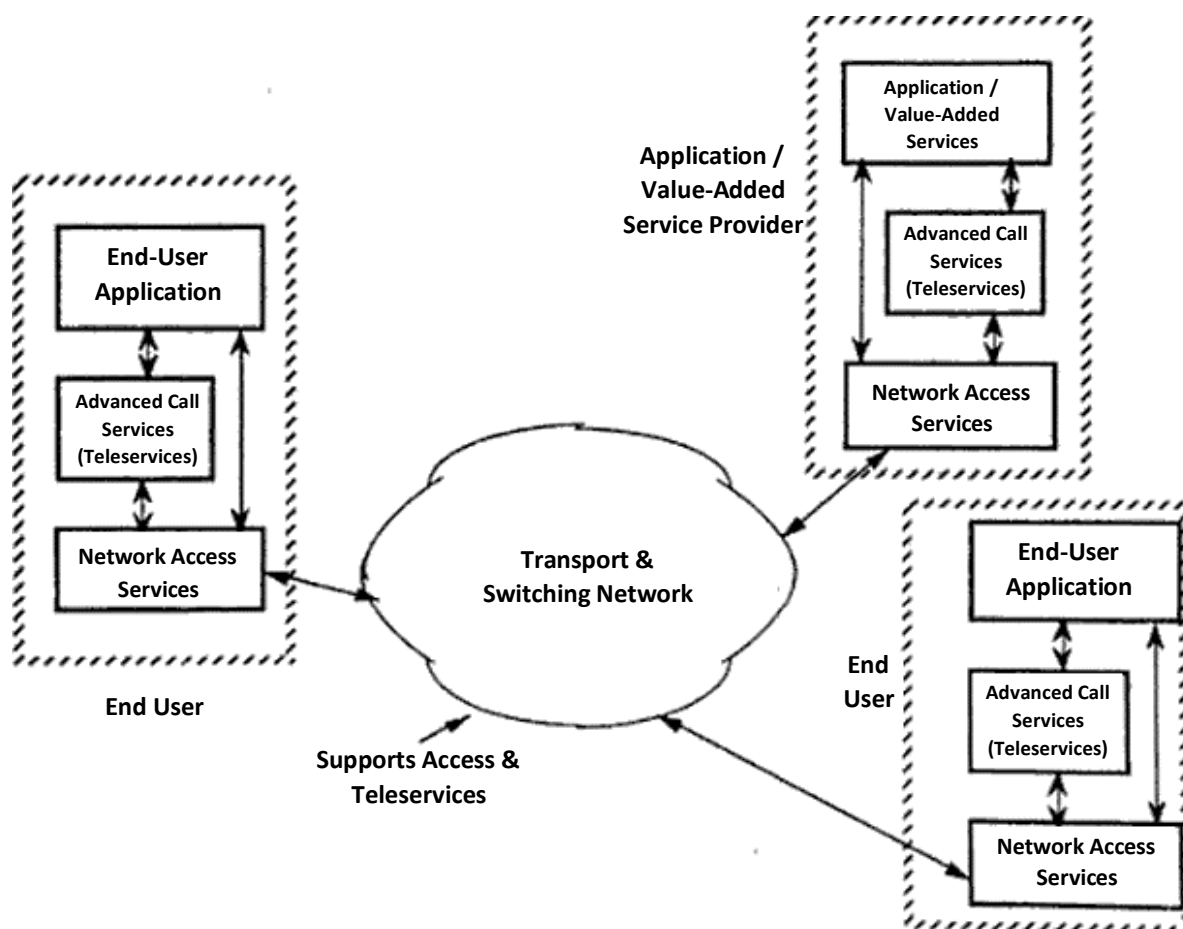 Application /
Value-Added
Services
Application /
Value-Added
Service Provider
Advanced Call
Services
(Teleservices)
Network Access
Services
End-User
Application
Advanced Call
Services
(Teleservices)
Network Access
Services
End User
Transport &
Switching Network
Supports Access &
Teleservices
End-User
Application
End
User
Advanced Call
Services
(Teleservices)
Network Access
Services